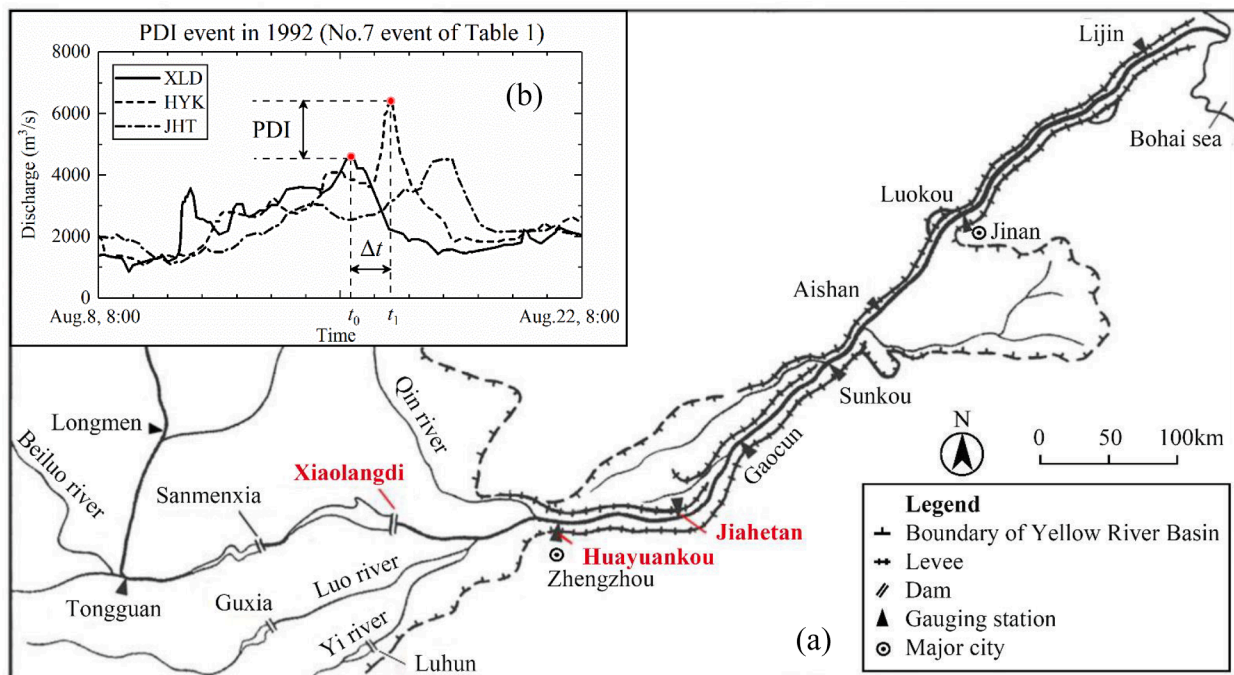 PDI event in 1992 (No.7 event of Table 1)
8000
6000
4000
2000
0
Discharge (m³/s)
XLD
HYK
JHT
(b)
PDI
Δt
Aug.8, 8:00
t₀
t₁
Aug.22, 8:00
Time
Lijin
Bohai sea
Luokou
Jinan
Aishan
Sunkou
Gaocun
Qin river
Longmen
Beiluo river
Sanmenxia
Xiaolangdi
Jiahetan
Huayuankou
Zhengzhou
Tongguan
Guxia
Luo river
Yi river
Luhun
(a)
N
0 50 100km
Legend
Boundary of Yellow River Basin
Levee
Dam
Gauging station
Major city